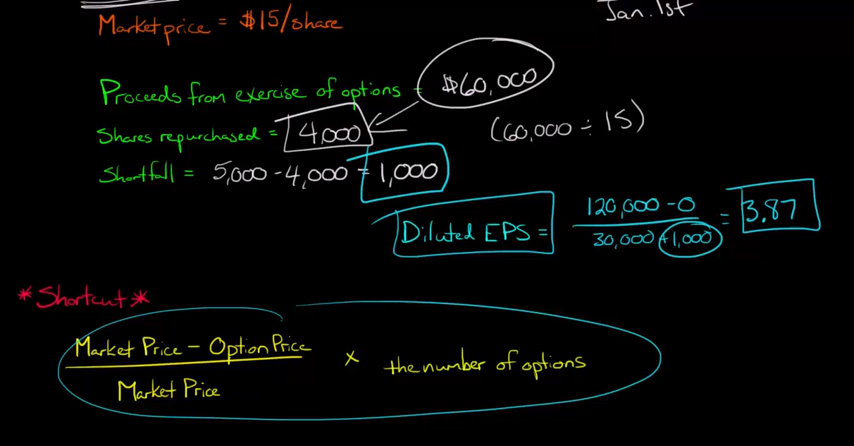 Jan. 1st
Market price = $15/share
Proceeds from exercise of options = $60,000
Shares repurchased = 4,000 (60,000 ÷ 15)
Shortfall = 5,000 - 4,000 = 1,000
Diluted EPS = 120,000 - 0 / 30,000 + 1,000 = 3.87
*Shortcut*
Market Price - Option Price
Market Price
x the number of options